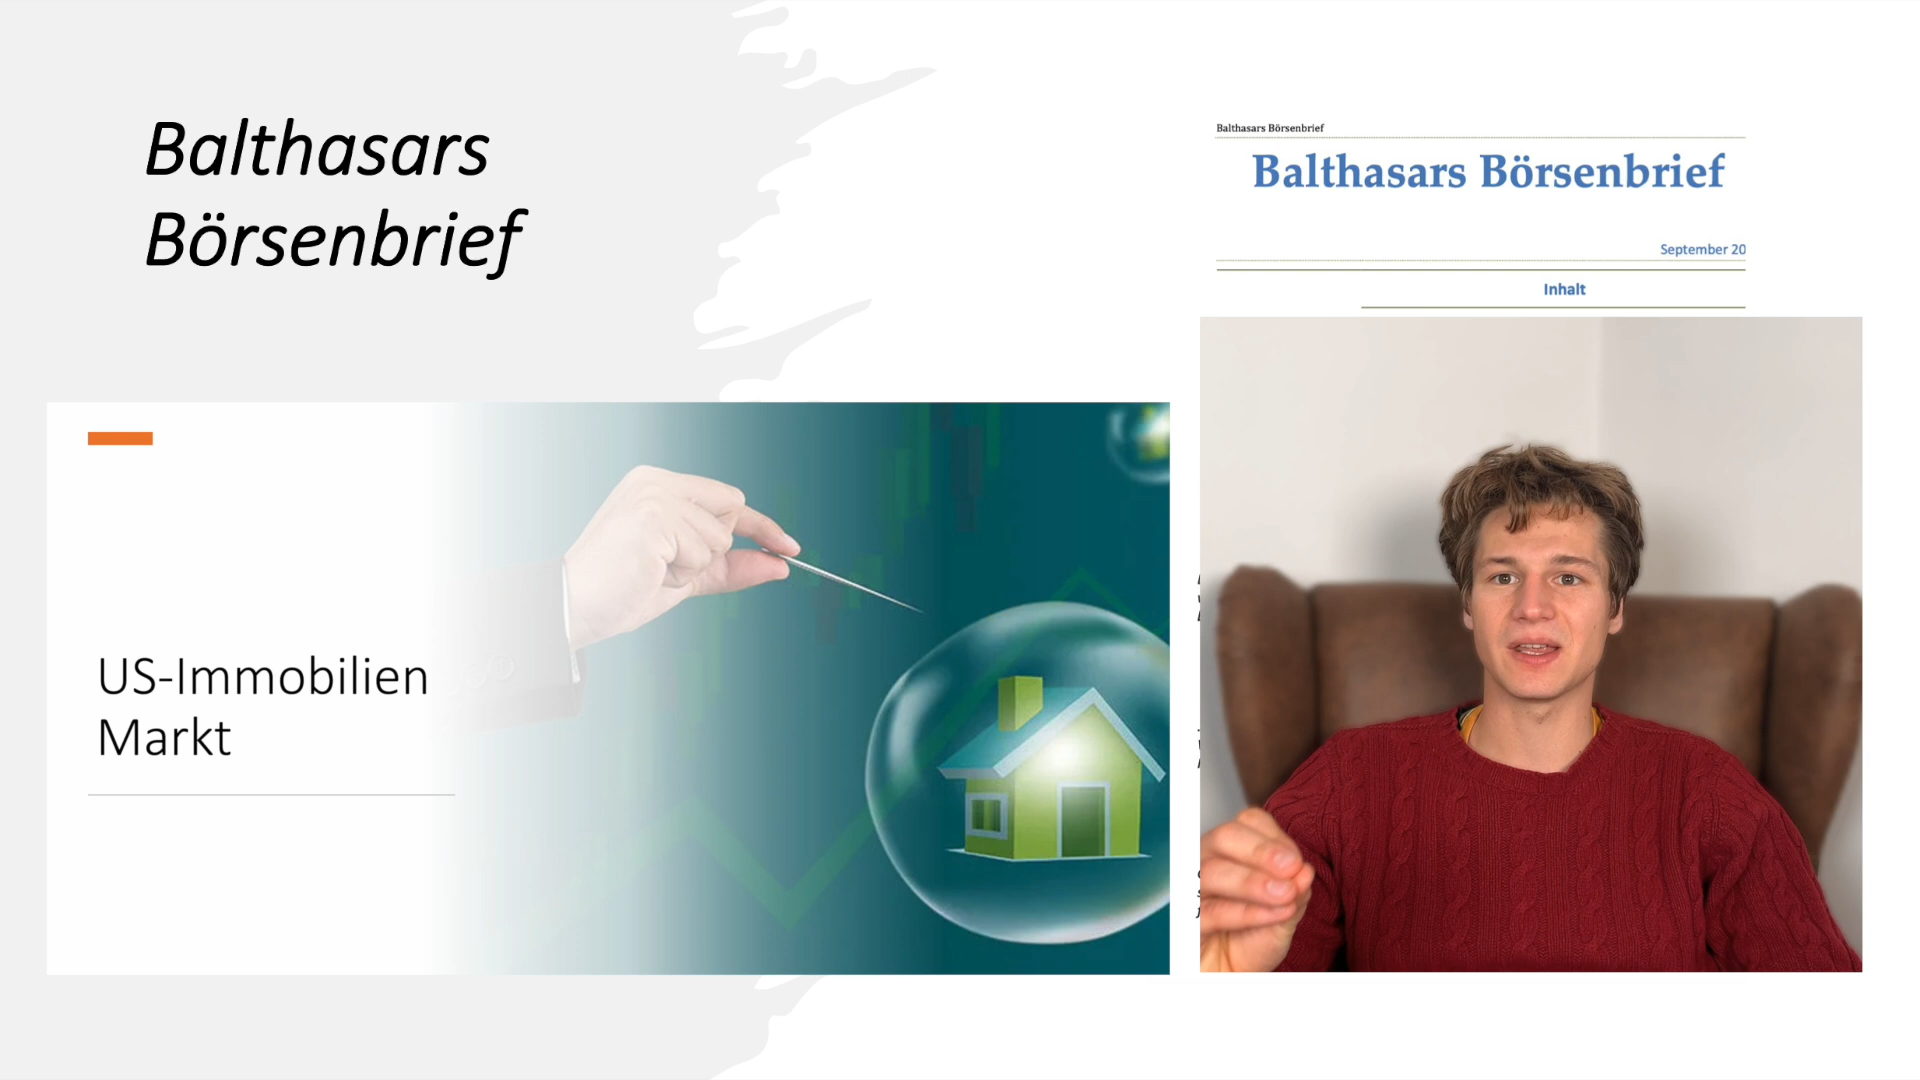 Balthasars
Börsenbrief
Balthasars Börsenbrief
Balthasars Börsenbrief
September 20
Inhalt
US-Immobilien
Markt